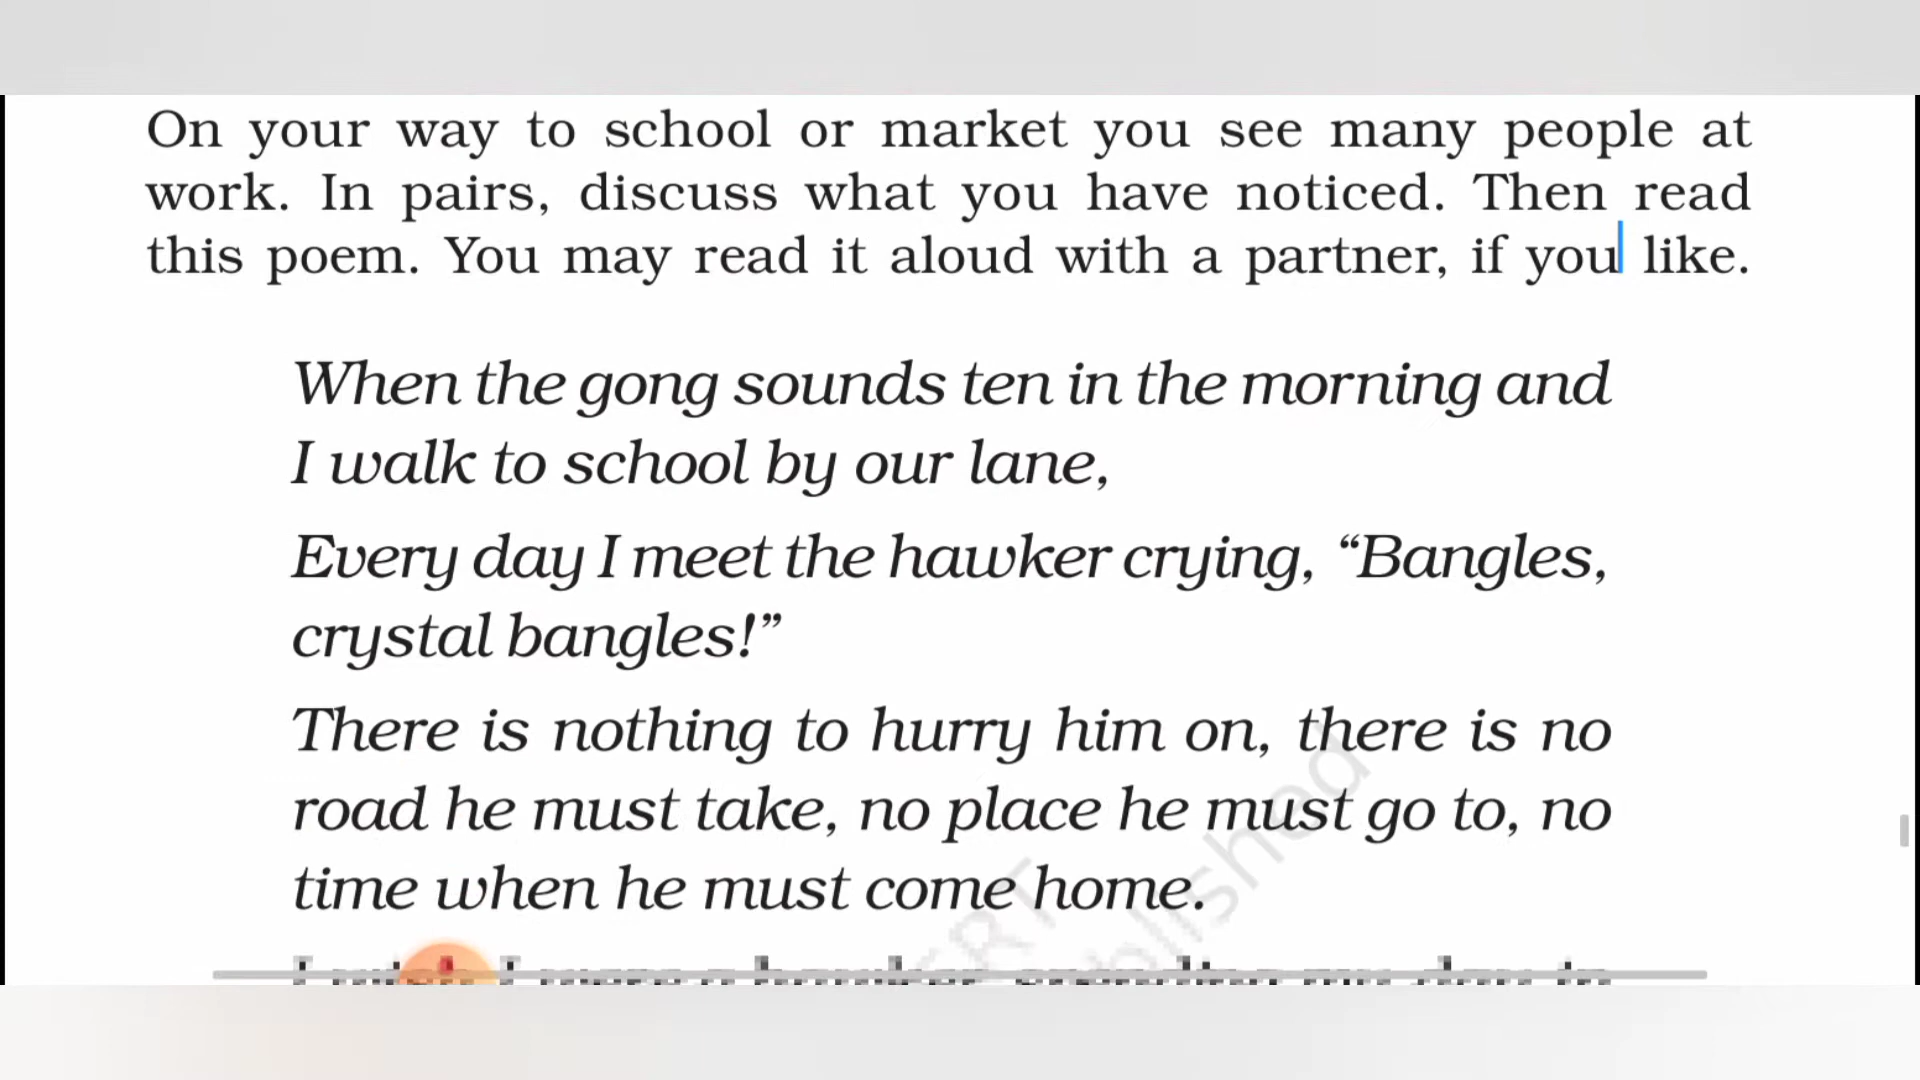 On your way to school or market you see many people at
work. In pairs, discuss what you have noticed. Then read
this poem. You may read it aloud with a partner, if you like.
When the gong sounds ten in the morning and
I walk to school by our lane,
Every day I meet the hawker crying, “Bangles,
crystal bangles!”
There is nothing to hurry him on, there is no
road he must take, no place he must go to, no
time when he must come home.